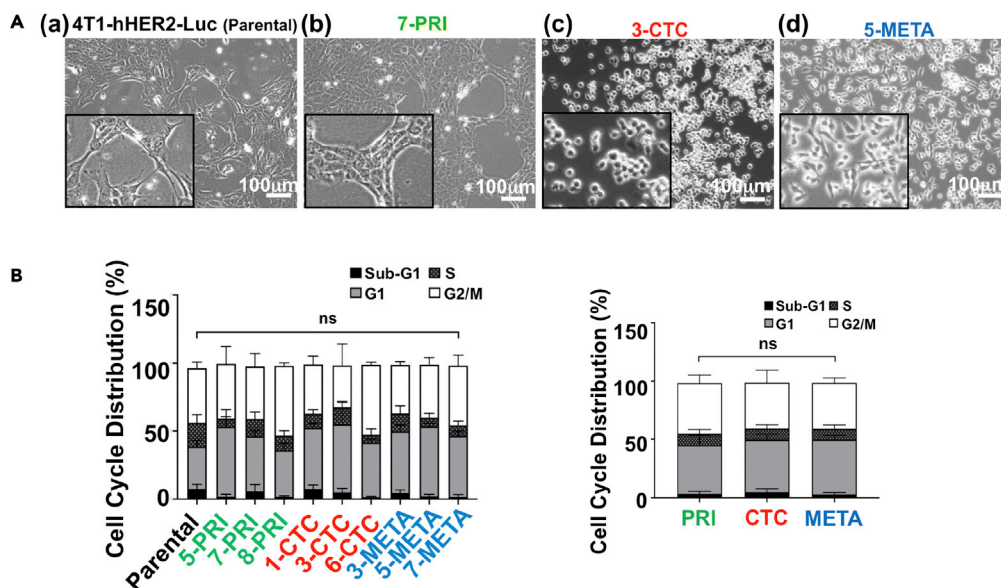 A
(a) 4T1-hHER2-Luc (Parental)
(b) 7-PRI
(c) 3-CTC
(d) 5-META
100μm
100μm
100μm
100μm
B
Cell Cycle Distribution (%)
Sub-G1 S
G1 G2/M
150
100
50
0
ns
Parental
5-PRI
7-PRI
8-PRI
1-CTC
3-CTC
6-CTC
3-META
5-META
7-META
Cell Cycle Distribution (%)
Sub-G1 S
G1 G2/M
150
100
50
0
ns
PRI
CTC
META